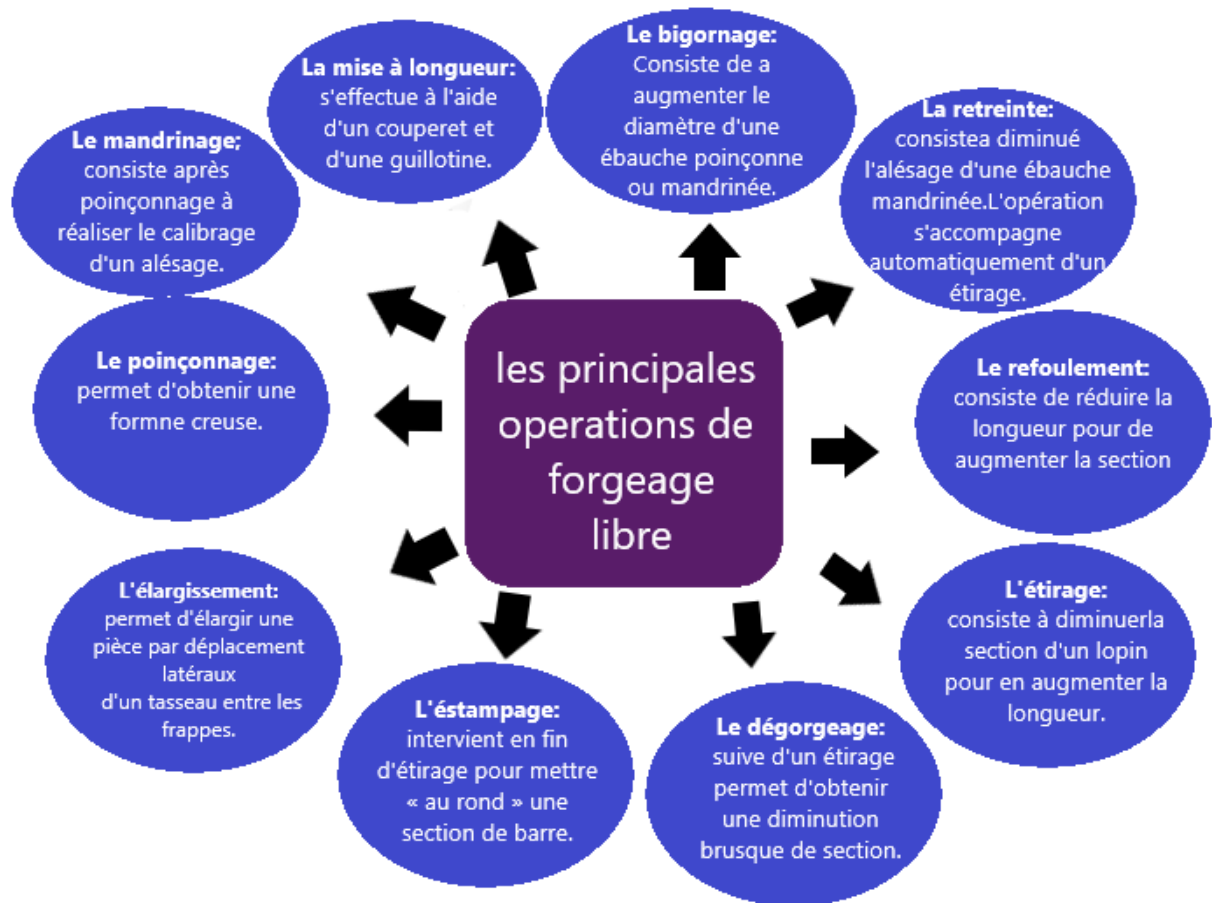 les principales
operations de
forgeage
libre
Le bigornage:
Consiste de a
augmenter le
diamètre d'une
ébauche poinçonne
ou mandrinée.
La retreinte:
consistea diminué
l'alésage d'une ébauche
mandrinée.L'opération
s'accompagne
automatiquement d'un
étirage.
Le refoulement:
consiste de réduire la
longueur pour de
augmenter la section
L'étirage:
consiste à diminuerla
section d'un lopin
pour en augmenter la
longueur.
Le dégorgeage:
suive d'un étirage
permet d'obtenir
une diminution
brusque de section.
L'éstampage:
intervient en fin
d'étirage pour mettre
« au rond » une
section de barre.
L'élargissement:
permet d'élargir une
pièce par déplacement
latéraux
d'un tasseau entre les
frappes.
Le poinçonnage:
permet d'obtenir une
formne creuse.
Le mandrinage;
consiste après
poinçonnage à
réaliser le calibrage
d'un alésage.
La mise à longueur:
s'effectue à l'aide
d'un couperet et
d'une guillotine.